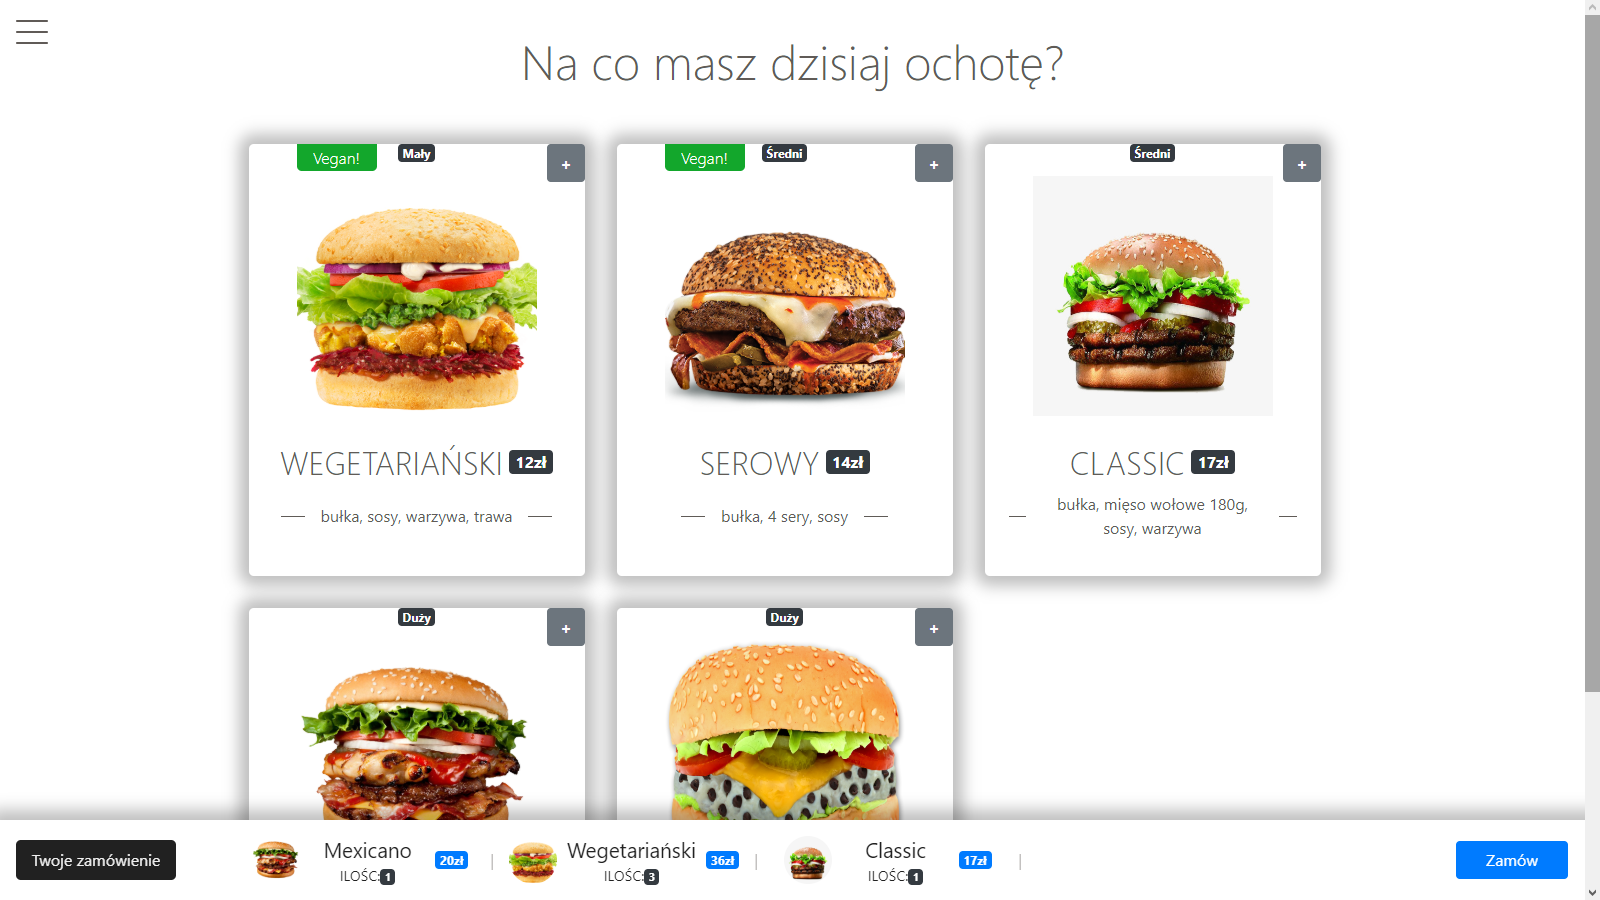 Na co masz dzisiaj ochotę?
Vegan!
Mały
+
WEGETARIAŃSKI 12zł
bułka, sosy, warzywa, trawa
Vegan!
Średni
+
SEROWY 14zł
bułka, 4 sery, sosy
Średni
+
CLASSIC 17zł
bułka, mięso wołowe 180g,
sosy, warzywa
Duży
+
Duży
+
Twoje zamówienie
Mexicano
ILOŚĆ:1
20zł
|
Wegetariański
ILOŚĆ:3
36zł
|
Classic
ILOŚĆ:1
17zł
|
Zamów